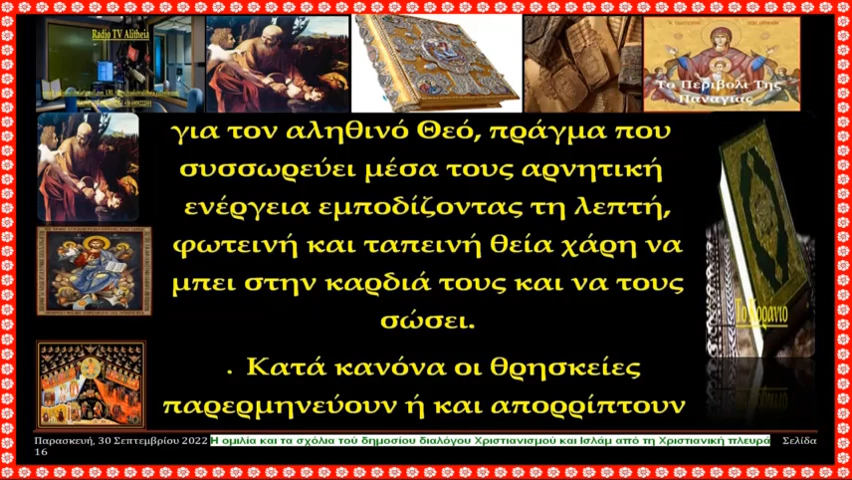 Radio TV Alitheia
Το Περιβολι Της
Παναγιας
για τον αληθινό Θεό, πράγμα που
συσσωρεύει μέσα τους αρνητική
ενέργεια εμποδίζοντας τη λεπτή,
φωτεινή και ταπεινή θεία χάρη να
μπει στην καρδιά τους και να τους
σώσει.
Το Κοράνιο
. Κατά κανόνα οι θρησκείες
παρερμηνεύουν ή και απορρίπτουν
Παρασκευή, 30 Σεπτεμβρίου 2022 Η ομιλία και τα σχόλια τού δημοσίου διαλόγου Χριστιανισμού και Ισλάμ από τη Χριστιανική πλευρά Σελίδα
16